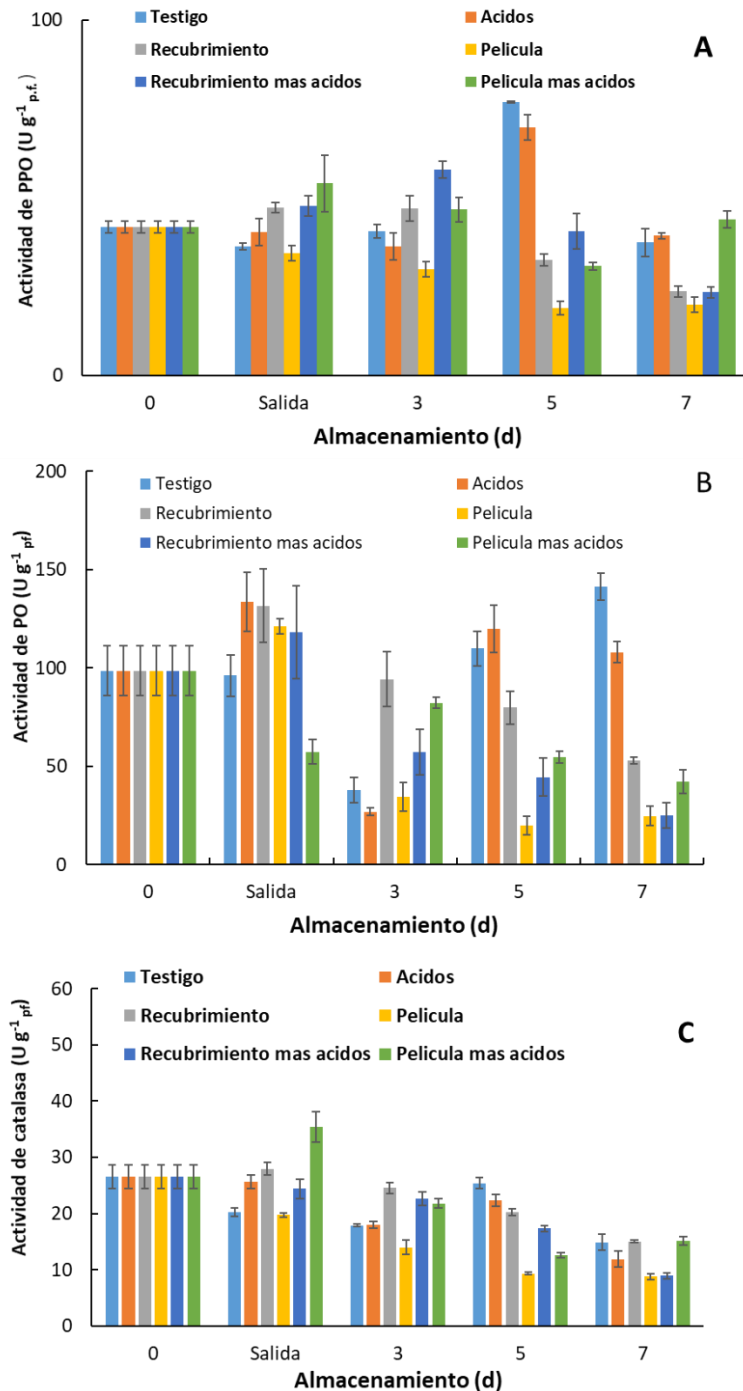 100
Testigo
Acidos
Recubrimiento
Pelicula
Recubrimiento mas acidos
Pelicula mas acidos
A
Actividad de PPO (U g⁻¹ p.f.)
0
0 Salida 3 5 7
Almacenamiento (d)
200
Testigo
Acidos
B
Recubrimiento
Pelicula
Recubrimiento mas acidos
Pelicula mas acidos
150
100
50
0
Actividad de PO (U g⁻¹ pf)
0 Salida 3 5 7
Almacenamiento (d)
60
Testigo
Acidos
Recubrimiento
Pelicula
Recubrimiento mas acidos
Pelicula mas acidos
C
50
40
30
20
10
0
Actividad de catalasa (U g⁻¹ pf)
0 Salida 3 5 7
Almacenamiento (d)